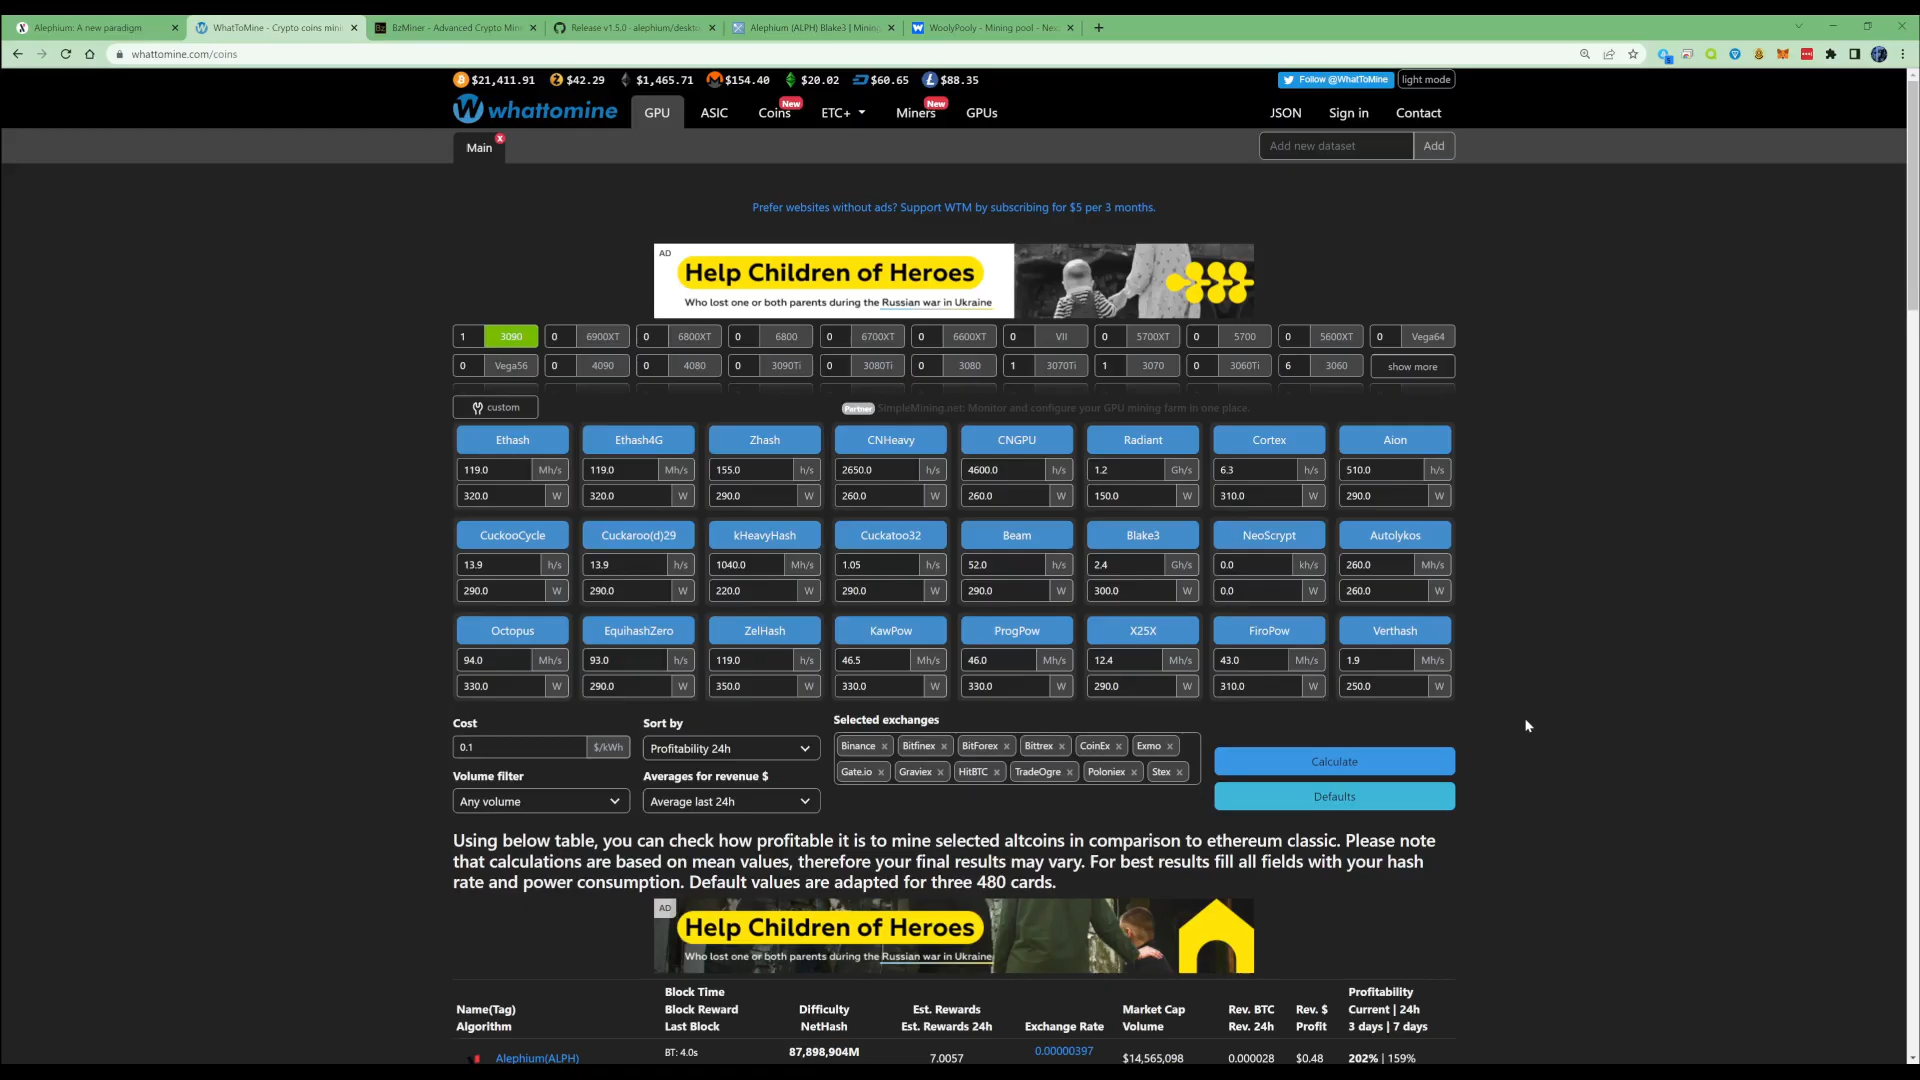 Alephium: A new paradigm
WhatToMine - Crypto coins mini
BzMiner - Advanced Crypto Min
Release v1.5.0 · alephium/deskto
Alephium (ALPH) Blake3 | Mining
WoolyPooly - Mining pool - Nex
whattomine.com/coins
$21,411.91 $42.29 $1,465.71 $154.40 $20.02 $60.65 $88.35
Follow @WhatToMine light mode
whattomine GPU ASIC Coins New ETC+ Miners New GPUs JSON Sign in Contact
Main Add new dataset Add
Prefer websites without ads? Support WTM by subscribing for $5 per 3 months.
AD
Help Children of Heroes
Who lost one or both parents during the Russian war in Ukraine
1 3090 0 6900XT 0 6800XT 0 6800 0 6700XT 0 6600XT 0 VII 0 5700XT 0 5700 0 5600XT 0 Vega64
0 Vega56 0 4090 0 4080 0 3090Ti 0 3080Ti 0 3080 1 3070Ti 1 3070 0 3060Ti 6 3060 show more
custom Partner SimpleMining.net: Monitor and configure your GPU mining farm in one place.
Ethash Ethash4G Zhash CNHeavy CNGPU Radiant Cortex Aion
119.0 Mh/s 119.0 Mh/s 155.0 h/s 2650.0 h/s 4600.0 h/s 1.2 Gh/s 6.3 h/s 510.0 h/s
320.0 W 320.0 W 290.0 W 260.0 W 260.0 W 150.0 W 310.0 W 290.0 W
CuckooCycle Cuckaroo(d)29 kHeavyHash Cuckatoo32 Beam Blake3 NeoScrypt Autolykos
13.9 h/s 13.9 h/s 1040.0 Mh/s 1.05 h/s 52.0 h/s 2.4 Gh/s 0.0 kh/s 260.0 Mh/s
290.0 W 290.0 W 220.0 W 290.0 W 290.0 W 300.0 W 0.0 W 260.0 W
Octopus EquihashZero ZelHash KawPow ProgPow X25X FiroPow Verthash
94.0 Mh/s 93.0 h/s 119.0 h/s 46.5 Mh/s 46.0 Mh/s 12.4 Mh/s 43.0 Mh/s 1.9 Mh/s
330.0 W 290.0 W 350.0 W 330.0 W 330.0 W 290.0 W 310.0 W 250.0 W
Cost Sort by Selected exchanges
0.1 $/kWh Profitability 24h Binance × Bitfinex × BitForex × Bittrex × CoinEx × Exmo ×
Gate.io × Graviex × HitBTC × TradeOgre × Poloniex × Stex ×
Calculate
Volume filter Averages for revenue $
Any volume Average last 24h Defaults
Using below table, you can check how profitable it is to mine selected altcoins in comparison to ethereum classic. Please note
that calculations are based on mean values, therefore your final results may vary. For best results fill all fields with your hash
rate and power consumption. Default values are adapted for three 480 cards.
AD
Help Children of Heroes
Who lost one or both parents during the Russian war in Ukraine
Block Time Profitability
Name(Tag) Block Reward Difficulty Est. Rewards Market Cap Rev. BTC Rev. $ Current | 24h
Algorithm Last Block NetHash Est. Rewards 24h Exchange Rate Volume Rev. 24h Profit 3 days | 7 days
Alephium(ALPH) BT: 4.0s 87,898,904M 7.0057 0.00000397 $14,565,098 0.000028 $0.48 202% | 159%